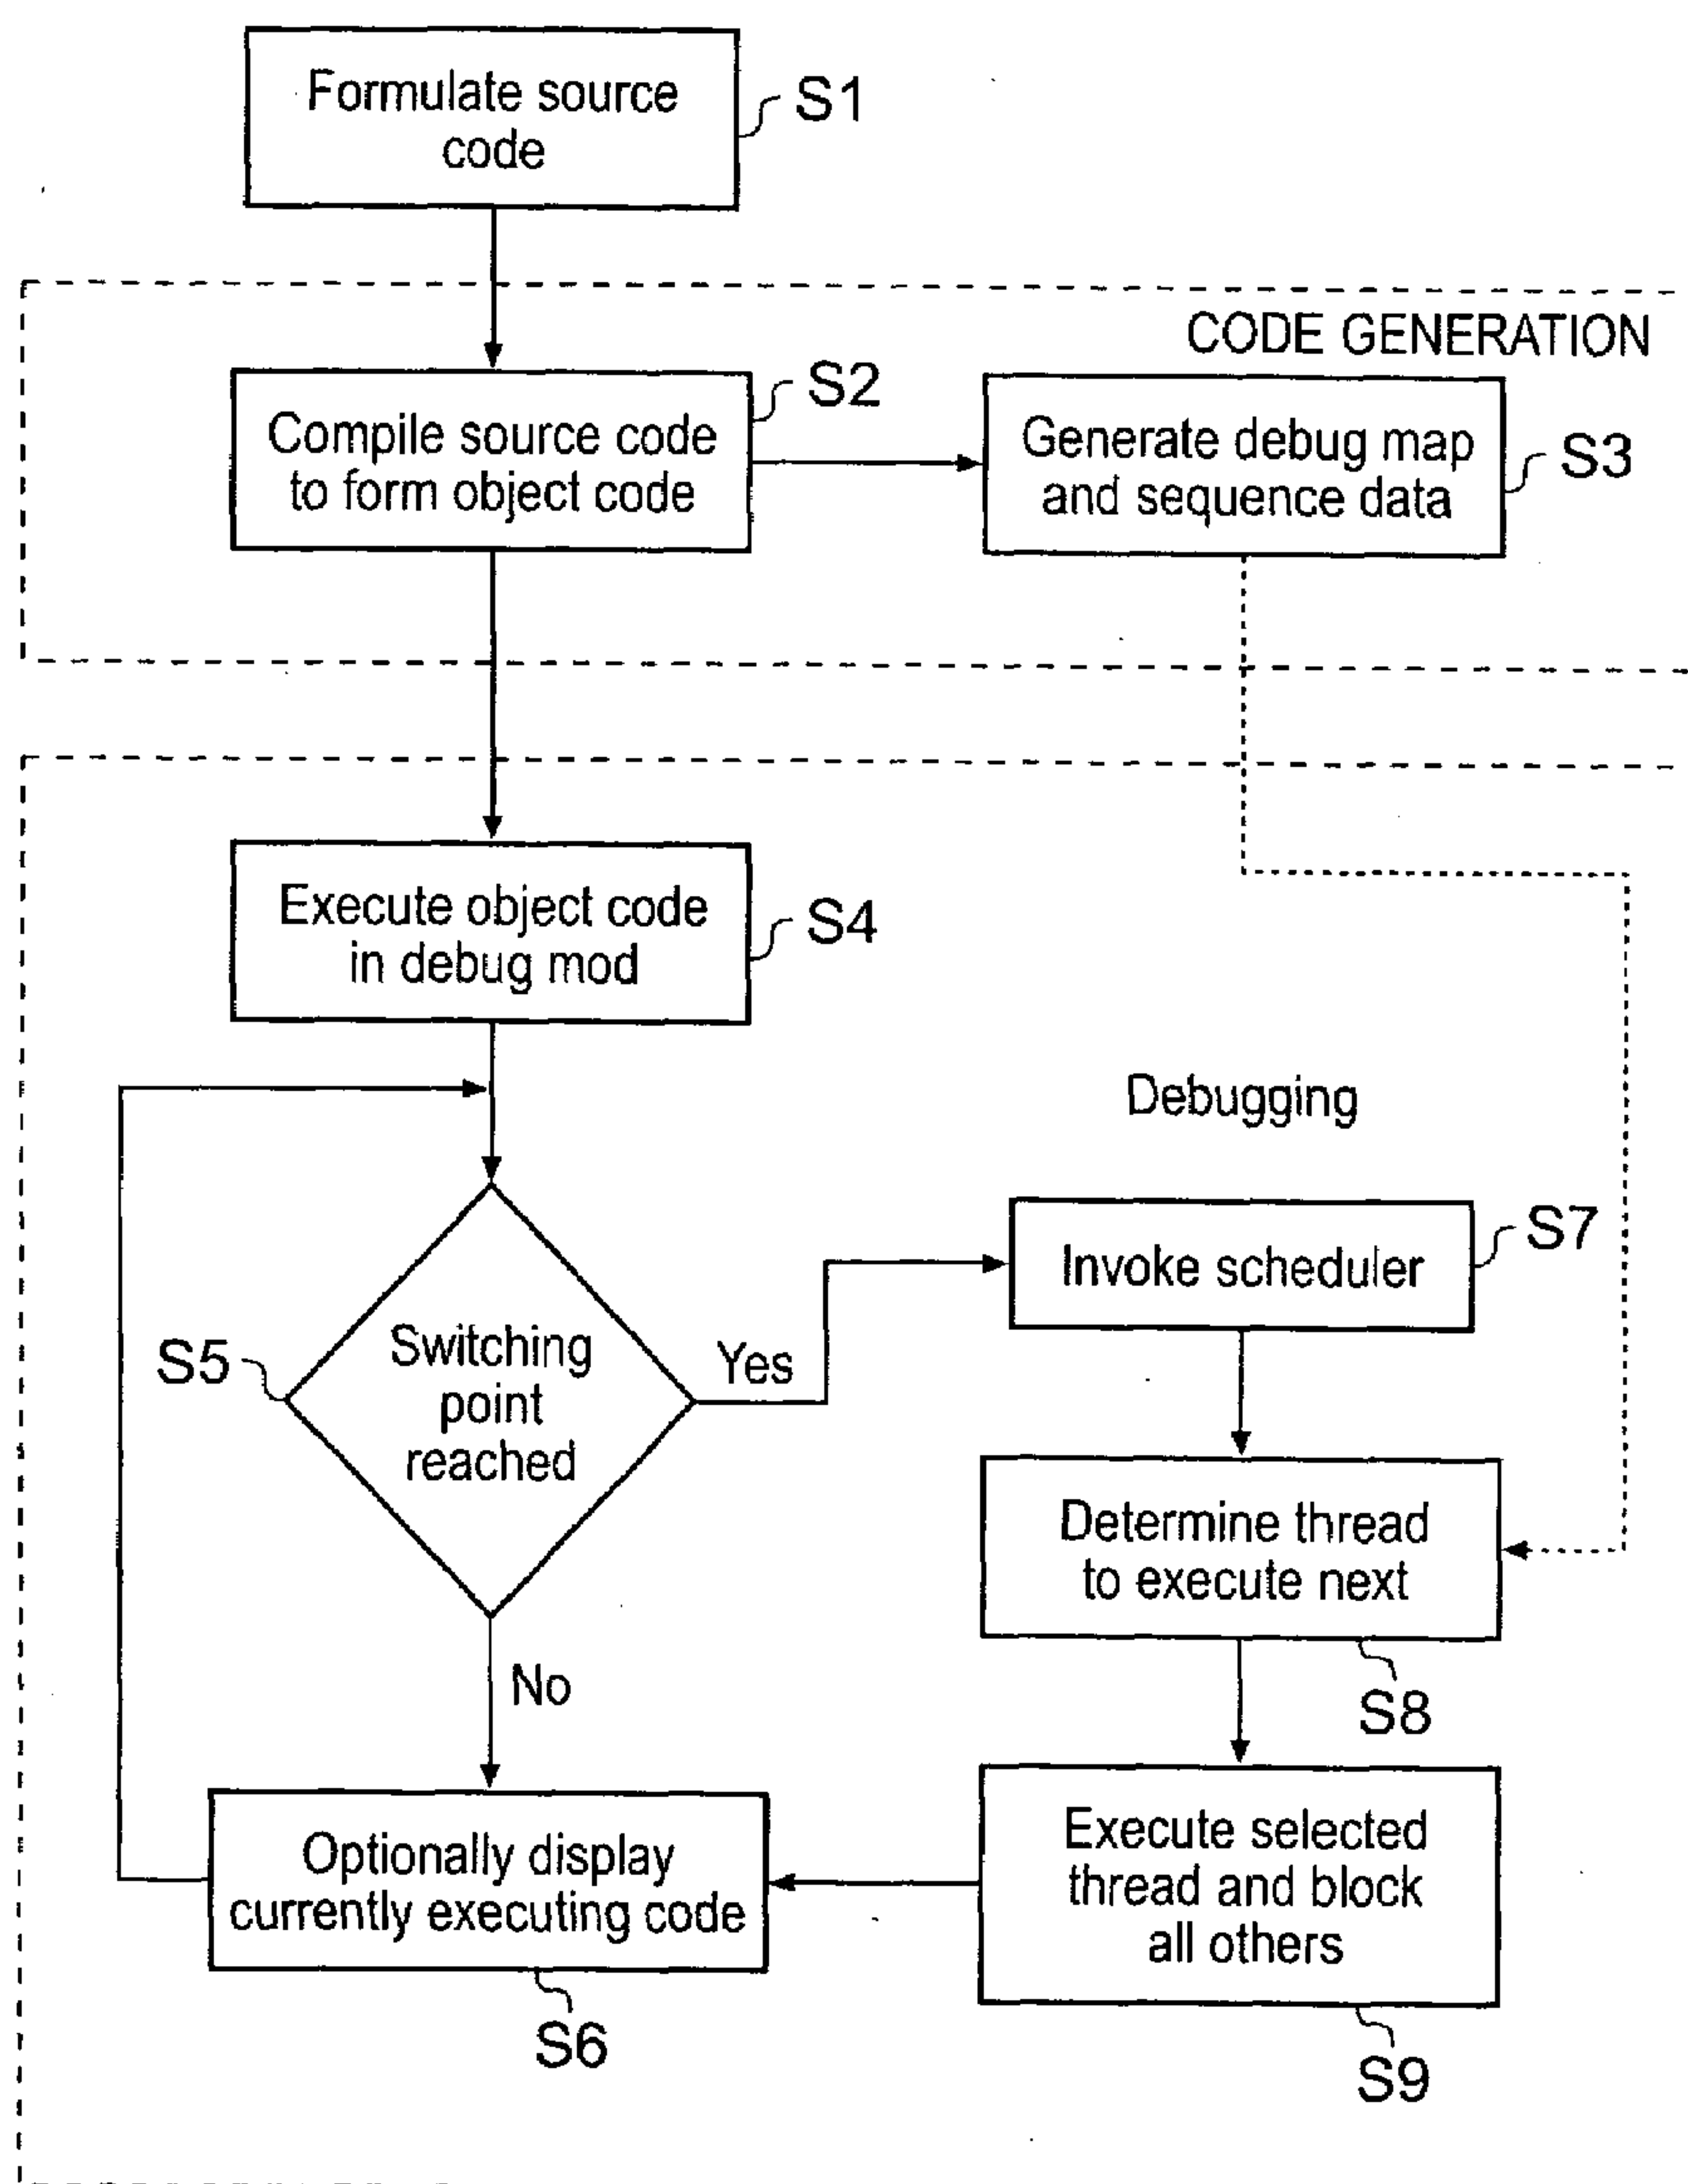 Formulate source
code
S1
CODE GENERATION
Compile source code
to form object code
S2
Generate debug map
and sequence data
S3
Execute object code
in debug mod
S4
Debugging
Switching
point
reached
S5
Yes
No
Invoke scheduler
S7
Determine thread
to execute next
S8
Optionally display
currently executing code
S6
Execute selected
thread and block
all others
S9